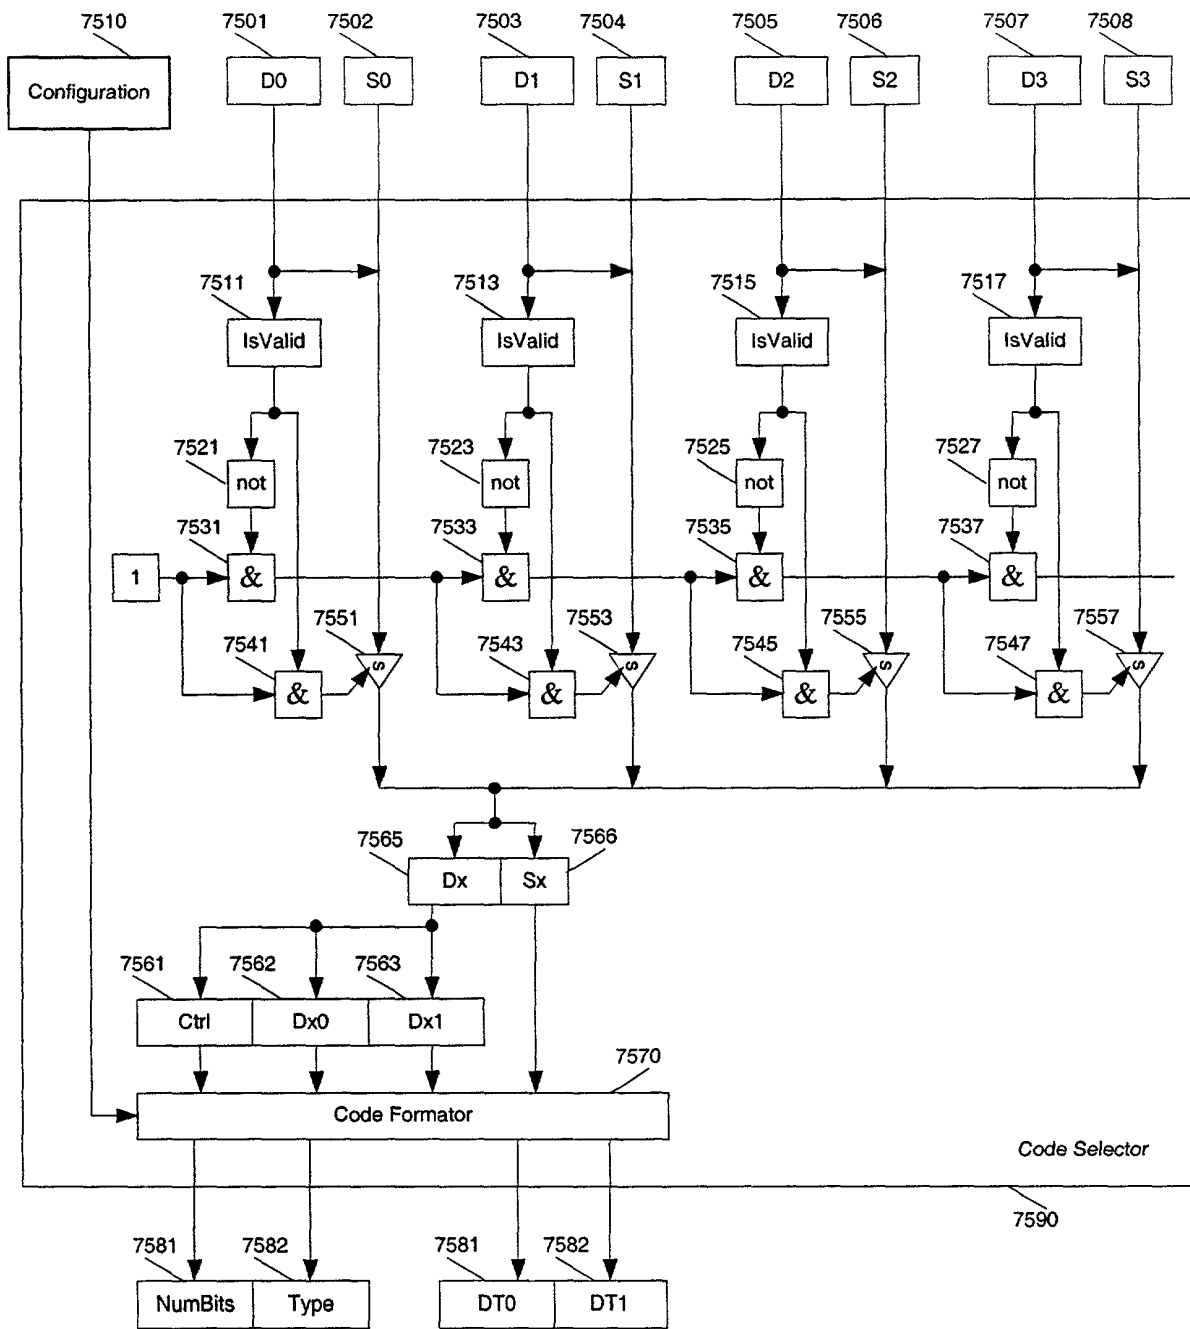 7510 7501 7502 7503 7504 7505 7506 7507 7508
Configuration D0 S0 D1 S1 D2 S2 D3 S3
7511 7513 7515 7517
IsValid IsValid IsValid IsValid
7521 7523 7525 7527
not not not not
7531 7533 7535 7537
1 & & & &
7541 7551 7543 7553 7545 7555 7547 7557
& s & s & s & s
7565 7566
Dx Sx
7561 7562 7563
Ctrl Dx0 Dx1
7570
Code Formator
Code Selector
7590
7581 7582 7581 7582
NumBits Type DT0 DT1